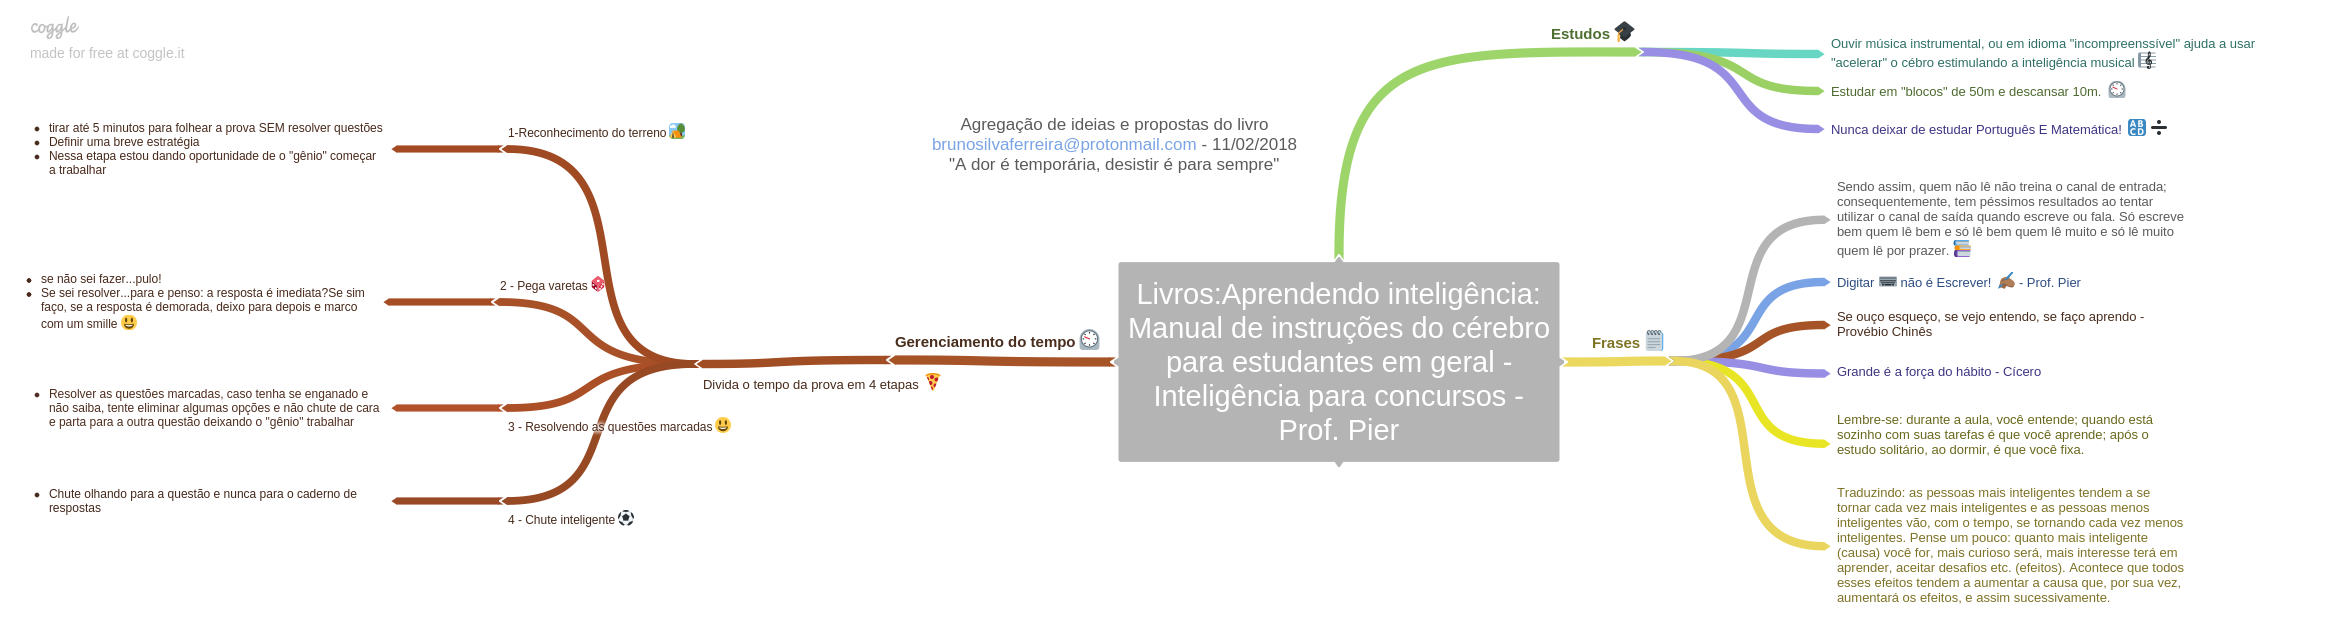 coggle
made for free at coggle.it
Agregação de ideias e propostas do livro
brunosilvaferreira@protonmail.com - 11/02/2018
"A dor é temporária, desistir é para sempre"
Livros:Aprendendo inteligência:
Manual de instruções do cérebro
para estudantes em geral -
Inteligência para concursos -
Prof. Pier
Estudos
Ouvir música instrumental, ou em idioma "incompreenssível" ajuda a usar
"acelerar" o cébro estimulando a inteligência musical
Estudar em "blocos" de 50m e descansar 10m.
Nunca deixar de estudar Português E Matemática!
Frases
Sendo assim, quem não lê não treina o canal de entrada;
consequentemente, tem péssimos resultados ao tentar
utilizar o canal de saída quando escreve ou fala. Só escreve
bem quem lê bem e só lê bem quem lê muito e só lê muito
quem lê por prazer.
Digitar não é Escrever! - Prof. Pier
Se ouço esqueço, se vejo entendo, se faço aprendo -
Provébio Chinês
Grande é a força do hábito - Cícero
Lembre-se: durante a aula, você entende; quando está
sozinho com suas tarefas é que você aprende; após o
estudo solitário, ao dormir, é que você fixa.
Traduzindo: as pessoas mais inteligentes tendem a se
tornar cada vez mais inteligentes e as pessoas menos
inteligentes vão, com o tempo, se tornando cada vez menos
inteligentes. Pense um pouco: quanto mais inteligente
(causa) você for, mais curioso será, mais interesse terá em
aprender, aceitar desafios etc. (efeitos). Acontece que todos
esses efeitos tendem a aumentar a causa que, por sua vez,
aumentará os efeitos, e assim sucessivamente.
Gerenciamento do tempo
Divida o tempo da prova em 4 etapas
1-Reconhecimento do terreno
• tirar até 5 minutos para folhear a prova SEM resolver questões
• Definir uma breve estratégia
• Nessa etapa estou dando oportunidade de o "gênio" começar
a trabalhar
2 - Pega varetas
• se não sei fazer...pulo!
• Se sei resolver...para e penso: a resposta é imediata?Se sim
faço, se a resposta é demorada, deixo para depois e marco
com um smille
3 - Resolvendo as questões marcadas
• Resolver as questões marcadas, caso tenha se enganado e
não saiba, tente eliminar algumas opções e não chute de cara
e parta para a outra questão deixando o "gênio" trabalhar
4 - Chute inteligente
• Chute olhando para a questão e nunca para o caderno de
respostas